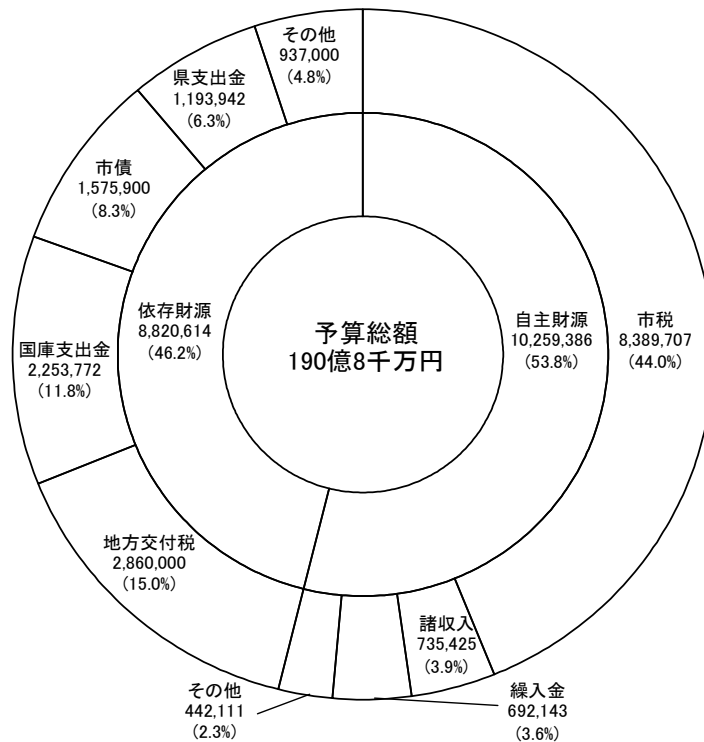 その他
937,000
(4.8%)
県支出金
1,193,942
(6.3%)
市債
1,575,900
(8.3%)
国庫支出金
2,253,772
(11.8%)
地方交付税
2,860,000
(15.0%)
依存財源
8,820,614
(46.2%)
予算総額
190億8千万円
自主財源
10,259,386
(53.8%)
市税
8,389,707
(44.0%)
諸収入
735,425
(3.9%)
繰入金
692,143
(3.6%)
その他
442,111
(2.3%)